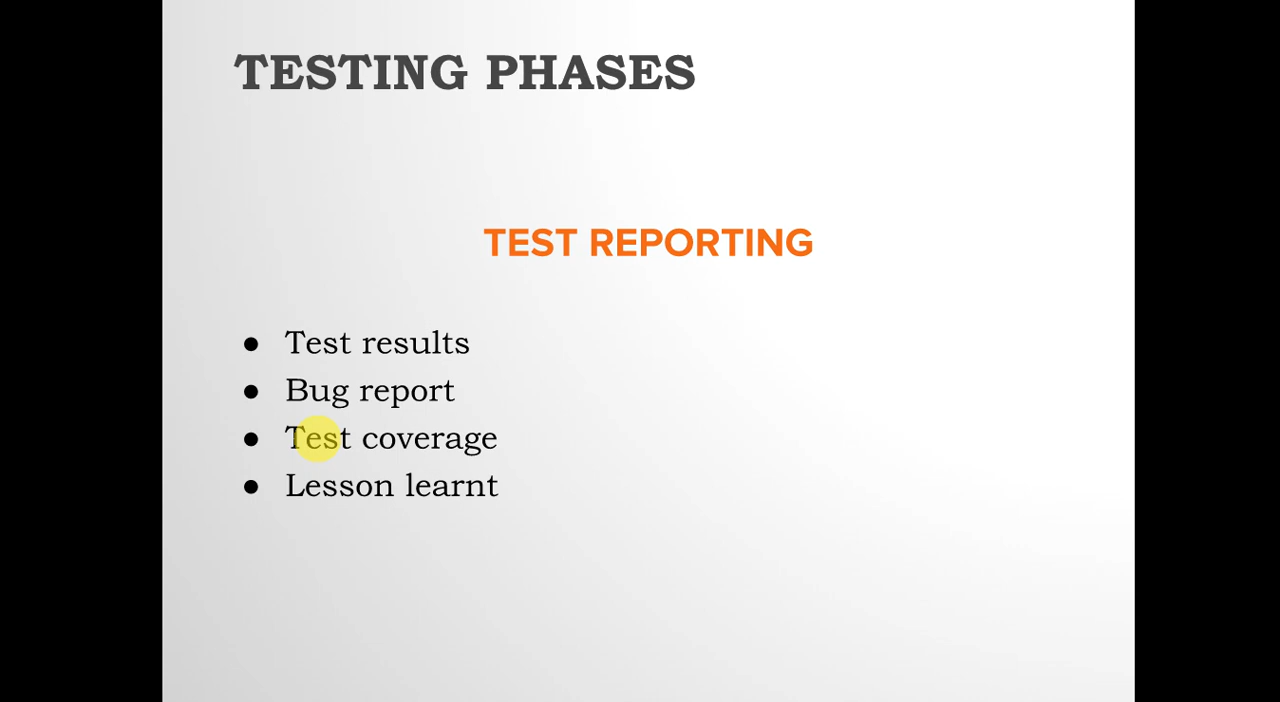 TESTING PHASES
TEST REPORTING
● Test results
● Bug report
● Test coverage
● Lesson learnt